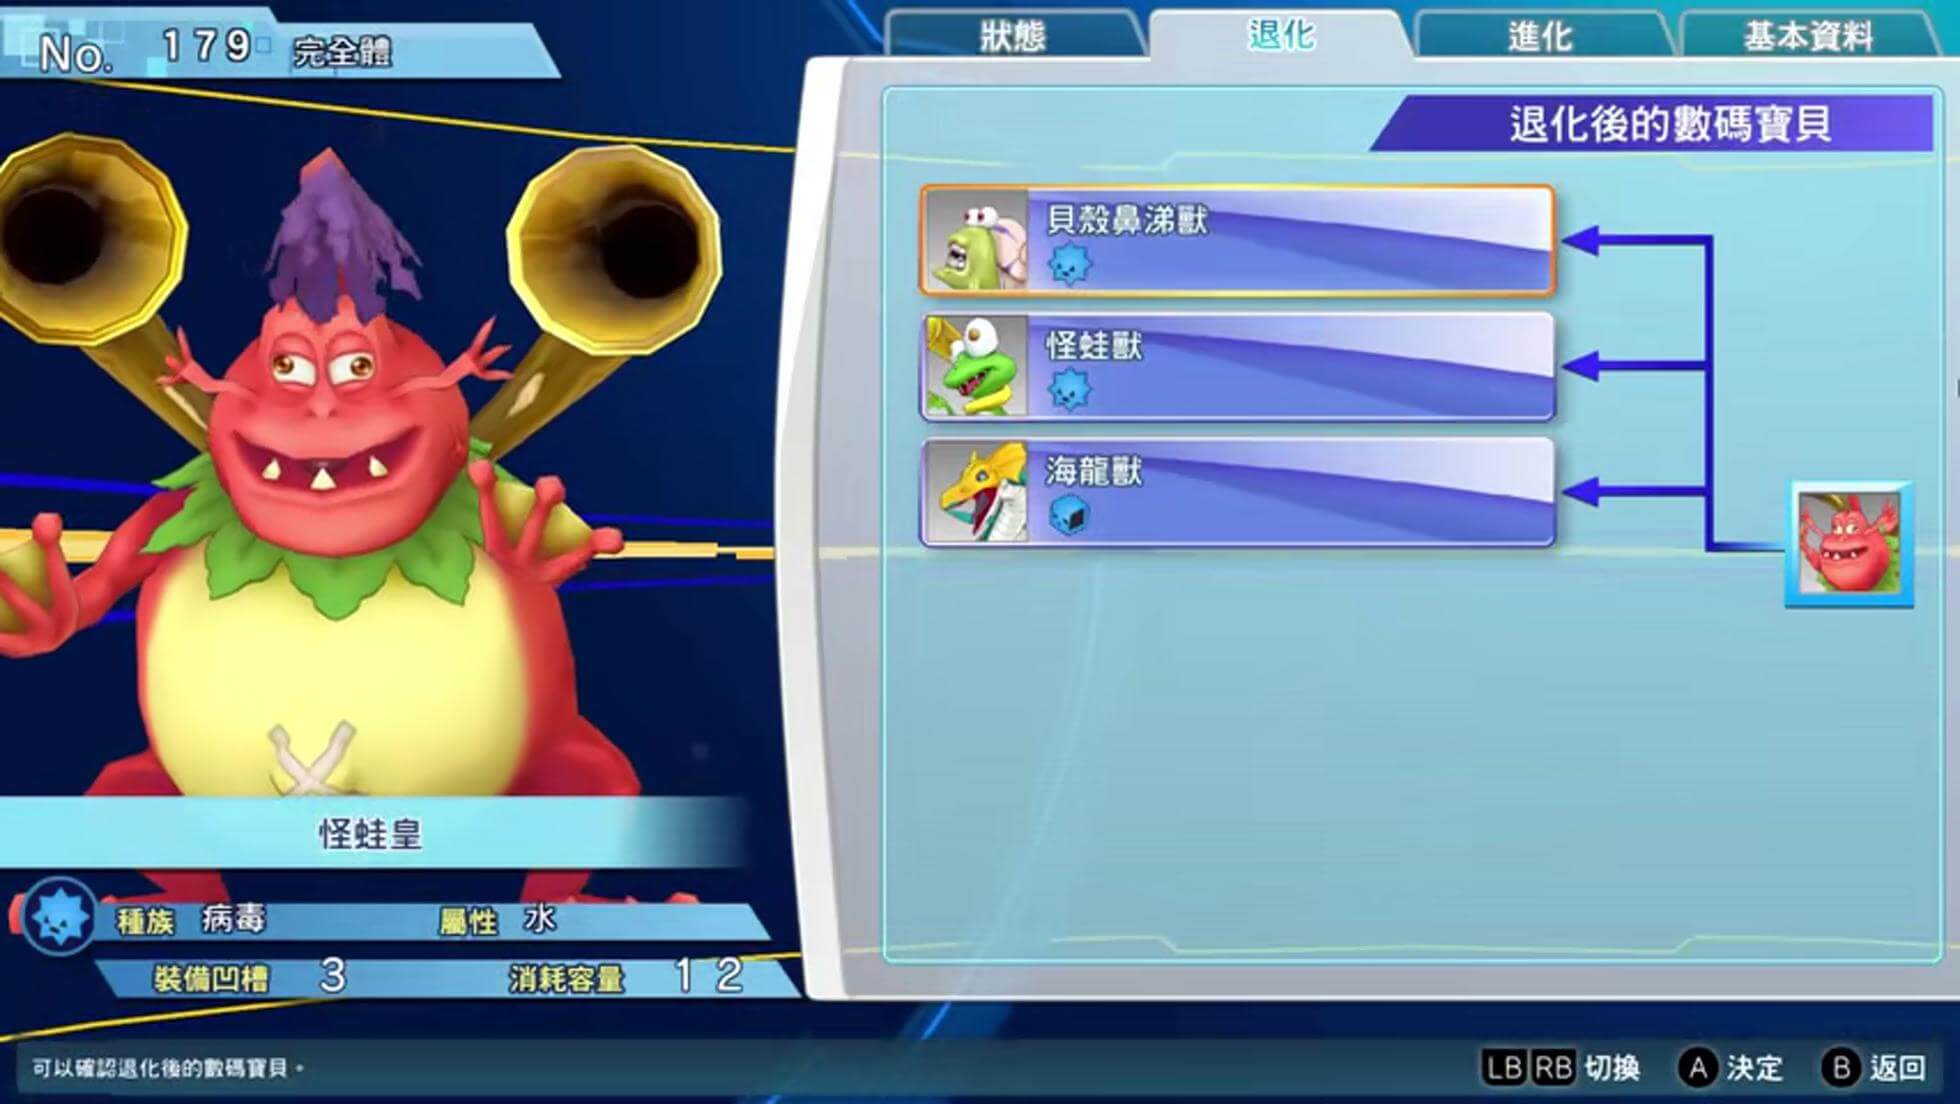 No. 179 完全體
狀態 退化 進化 基本資料
退化後的數碼寶貝
貝殼鼻涕獸
怪蛙獸
海龍獸
怪蛙皇
種族 病毒 屬性 水
裝備凹槽 3 消耗容量 12
可以確認退化後的數碼寶貝。
LB RB 切換 A 決定 B 返回